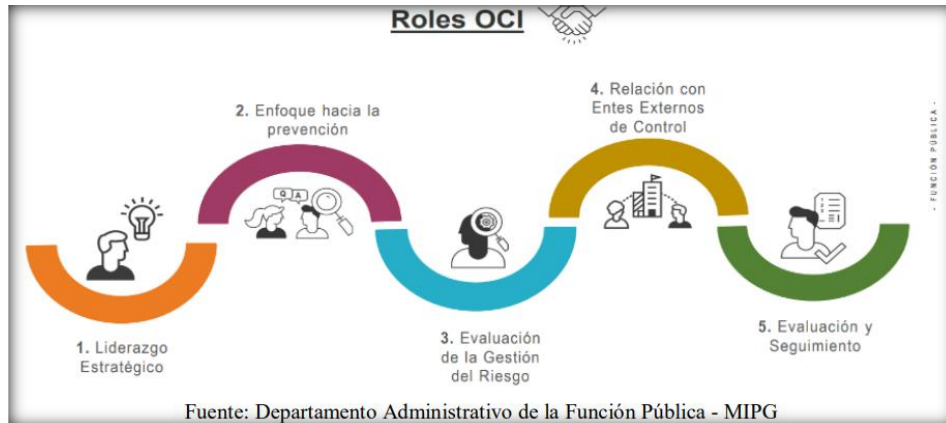 Roles OCI
1. Liderazgo
Estratégico
2. Enfoque hacia la
prevención
Q
A
3. Evaluación
de la Gestión
del Riesgo
4. Relación con
Entes Externos
de Control
5. Evaluación y
Seguimiento
- FUNCIÓN PÚBLICA -
Fuente: Departamento Administrativo de la Función Pública - MIPG